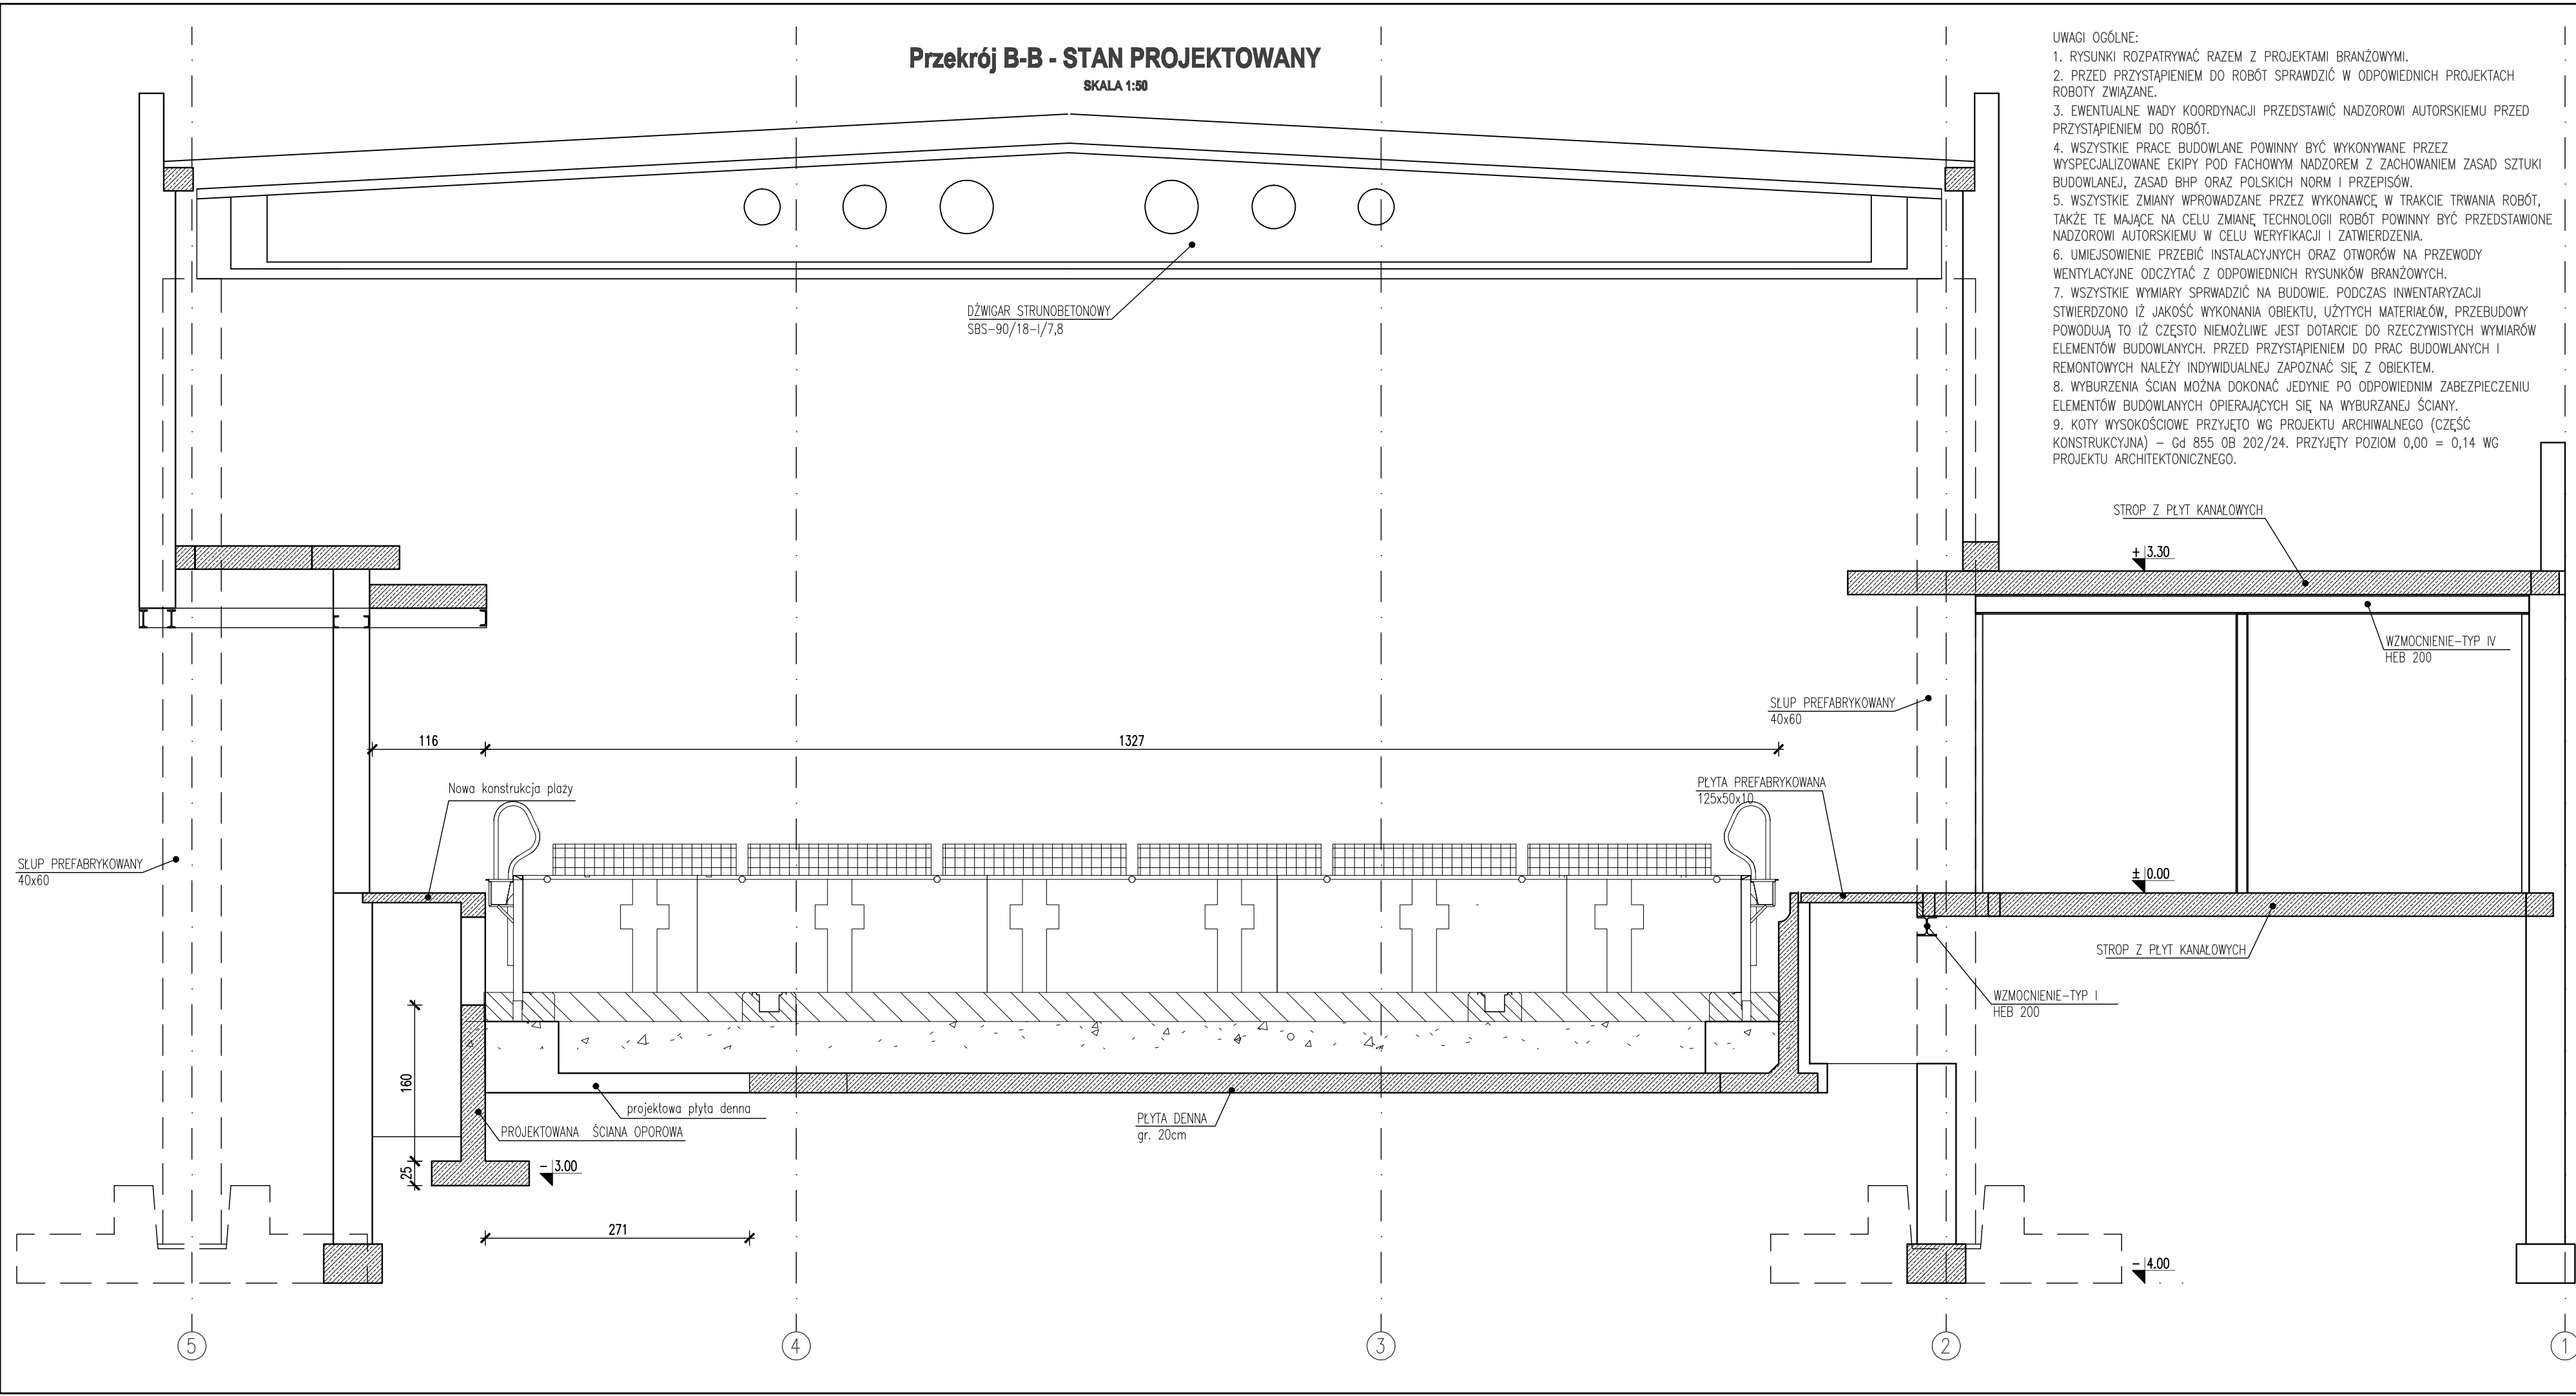 Przekrój B-B - STAN PROJEKTOWANY
SKALA 1:50
UWAGI OGÓLNE:
1. RYSUNKI ROZPATRYWAĆ RAZEM Z PROJEKTAMI BRANŻOWYMI.
2. PRZED PRZYSTĄPIENIEM DO ROBÓT SPRAWDZIĆ W ODPOWIEDNICH PROJEKTACH
ROBOTY ZWIĄZANE.
3. EWENTUALNE WADY KOORDYNACJI PRZEDSTAWIĆ NADZOROWI AUTORSKIEMU PRZED
PRZYSTĄPIENIEM DO ROBÓT.
4. WSZYSTKIE PRACE BUDOWLANE POWINNY BYĆ WYKONYWANE PRZEZ
WYSPECJALIZOWANE EKIPY POD FACHOWYM NADZOREM Z ZACHOWANIEM ZASAD SZTUKI
BUDOWLANEJ, ZASAD BHP ORAZ POLSKICH NORM I PRZEPISÓW.
5. WSZYSTKIE ZMIANY WPROWADZANE PRZEZ WYKONAWCĘ W TRAKCIE TRWANIA ROBÓT,
TAKŻE TE MAJĄCE NA CELU ZMIANĘ TECHNOLOGII ROBÓT POWINNY BYĆ PRZEDSTAWIONE
NADZOROWI AUTORSKIEMU W CELU WERYFIKACJI I ZATWIERDZENIA.
6. UMIEJSOWIENIE PRZEBIĆ INSTALACYJNYCH ORAZ OTWORÓW NA PRZEWODY
WENTYLACYJNE ODCZYTAĆ Z ODPOWIEDNICH RYSUNKÓW BRANŻOWYCH.
7. WSZYSTKIE WYMIARY SPRWADZIĆ NA BUDOWIE. PODCZAS INWENTARYZACJI
STWIERDZONO IŻ JAKOŚĆ WYKONANIA OBIEKTU, UŻYTYCH MATERIAŁÓW, PRZEBUDOWY
POWODUJĄ TO IŻ CZĘSTO NIEMOŻLIWE JEST DOTARCIE DO RZECZYWISTYCH WYMIARÓW
ELEMENTÓW BUDOWLANYCH. PRZED PRZYSTĄPIENIEM DO PRAC BUDOWLANYCH I
REMONTOWYCH NALEŻY INDYWIDUALNEJ ZAPOZNAĆ SIĘ Z OBIEKTEM.
8. WYBURZENIA ŚCIAN MOŻNA DOKONAĆ JEDYNIE PO ODPOWIEDNIM ZABEZPIECZENIU
ELEMENTÓW BUDOWLANYCH OPIERAJĄCYCH SIĘ NA WYBURZANEJ ŚCIANY.
9. KOTY WYSOKOŚCIOWE PRZYJĘTO WG PROJEKTU ARCHIWALNEGO (CZĘŚĆ
KONSTRUKCYJNA) – Gd 855 0B 202/24. PRZYJĘTY POZIOM 0,00 = 0,14 WG
PROJEKTU ARCHITEKTONICZNEGO.
DŹWIGAR STRUNOBETONOWY
SBS-90/18-I/7,8
STROP Z PŁYT KANAŁOWYCH
+ 3.30
WZMOCNIENIE-TYP IV
HEB 200
SŁUP PREFABRYKOWANY
40x60
116
1327
Nowa konstrukcja plaży
PŁYTA PREFABRYKOWANA
125x50x10
SŁUP PREFABRYKOWANY
40x60
± 0.00
STROP Z PŁYT KANAŁOWYCH
WZMOCNIENIE-TYP I
HEB 200
160
projektowa płyta denna
PŁYTA DENNA
gr. 20cm
PROJEKTOWANA ŚCIANA OPOROWA
25
- 3.00
271
- 4.00
5
4
3
2
1